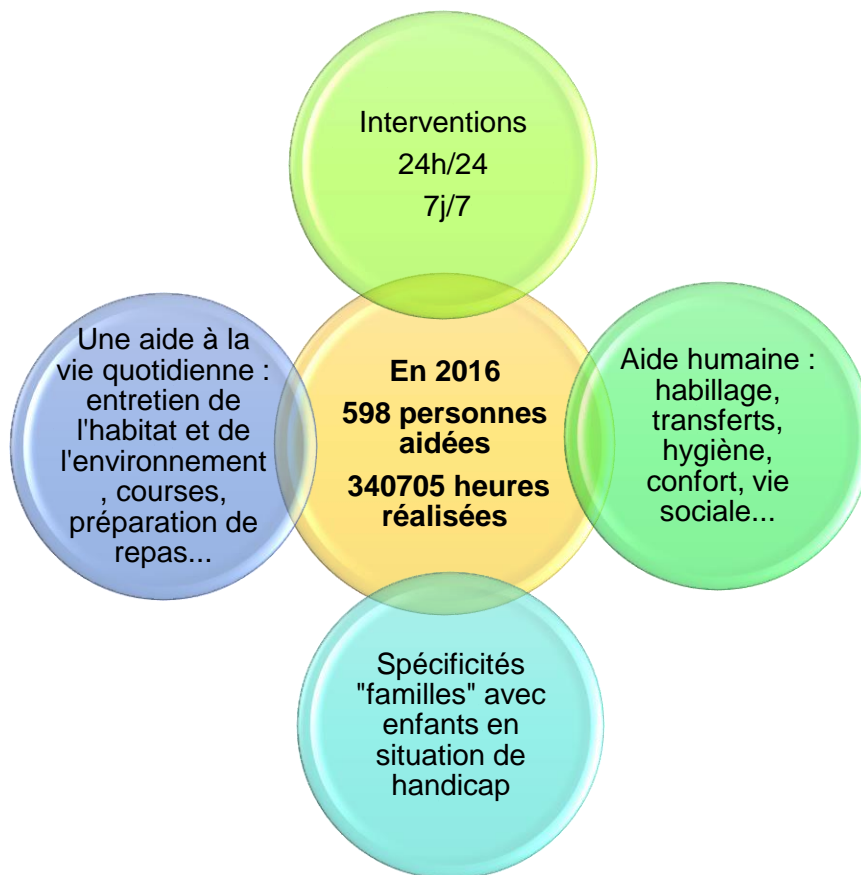 Interventions
24h/24
7j/7
Une aide à la
vie quotidienne :
entretien de
l'habitat et de
l'environnement
, courses,
préparation de
repas...
En 2016
598 personnes
aidées
340705 heures
réalisées
Aide humaine :
habillage,
transferts,
hygiène,
confort, vie
sociale...
Spécificités
"familles" avec
enfants en
situation de
handicap